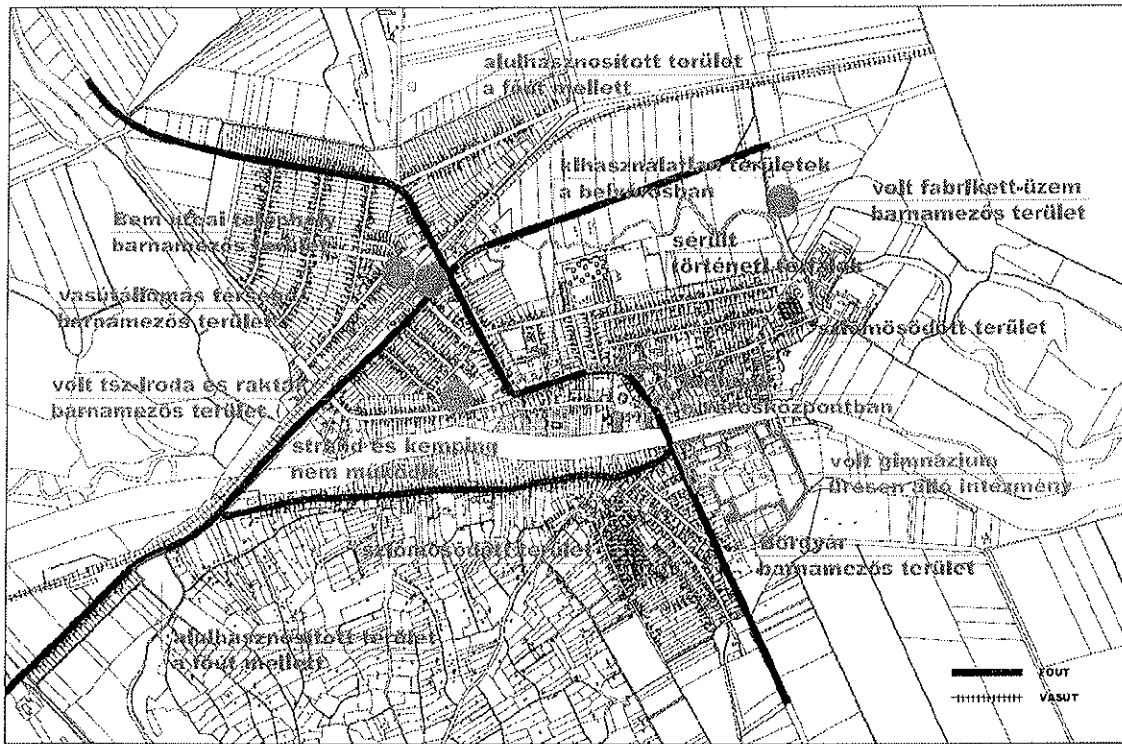 alulhasznosított terület
a főút mellett
kihasználatlan területek
a belvárosban
volt fabrikett-üzem
barnamezős terület
Bem utcai telephely
barnamezős terület
sérült
történeti térfalak
vasútállomás térsége
barnamezős terület
szlömösödött terület
volt tsz-iroda és raktár
barnamezős terület
városközpontban
strand és kemping
nem működik
volt gimnázium
üresen álló intézmény
szlömösödött terület
Bőrgyár
barnamezős terület
alulhasznosított terület
a főút mellett
FŐÚT
VASÚT